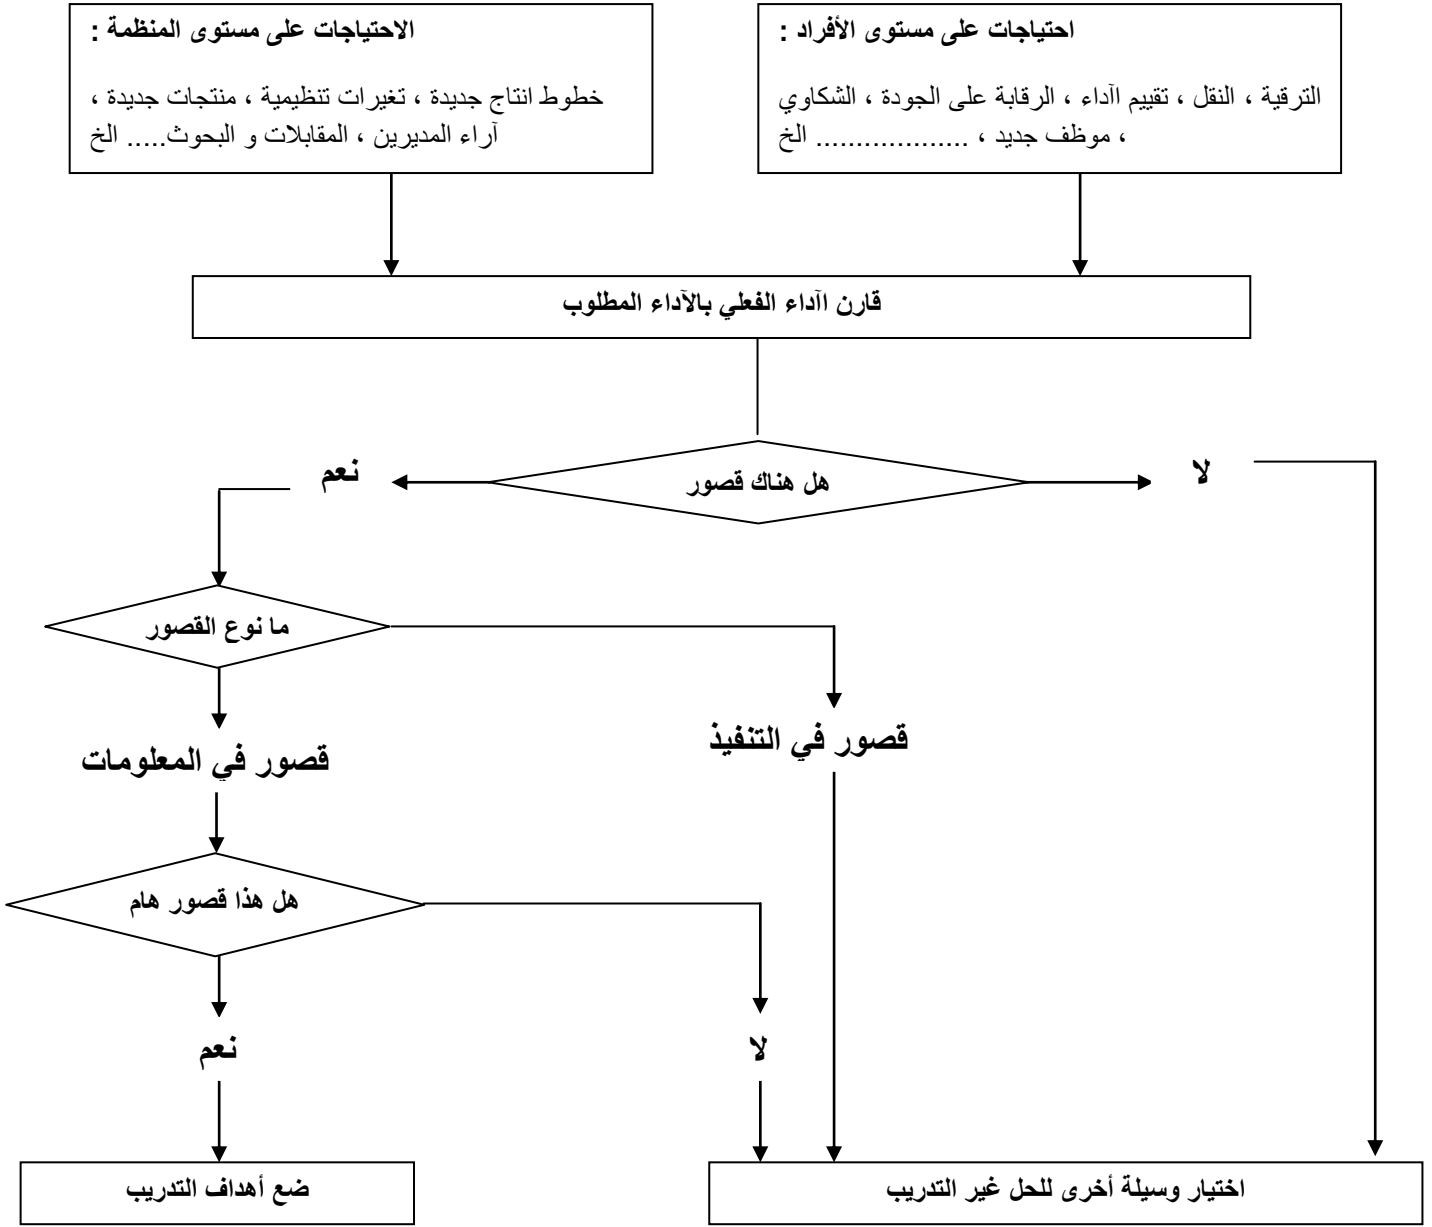 احتياجات على مستوى الأفراد :
الترقية ، النقل ، تقييم اآداء ، الرقابة على الجودة ، الشكاوي
، موظف جديد ، ................... الخ
الاحتياجات على مستوى المنظمة :
خطوط انتاج جديدة ، تغيرات تنظيمية ، منتجات جديدة ،
آراء المديرين ، المقابلات و البحوث..... الخ
قارن اآداء الفعلي بالآداء المطلوب
هل هناك قصور
لا
نعم
ما نوع القصور
قصور في التنفيذ
قصور في المعلومات
هل هذا قصور هام
لا
نعم
اختيار وسيلة أخرى للحل غير التدريب
ضع أهداف التدريب